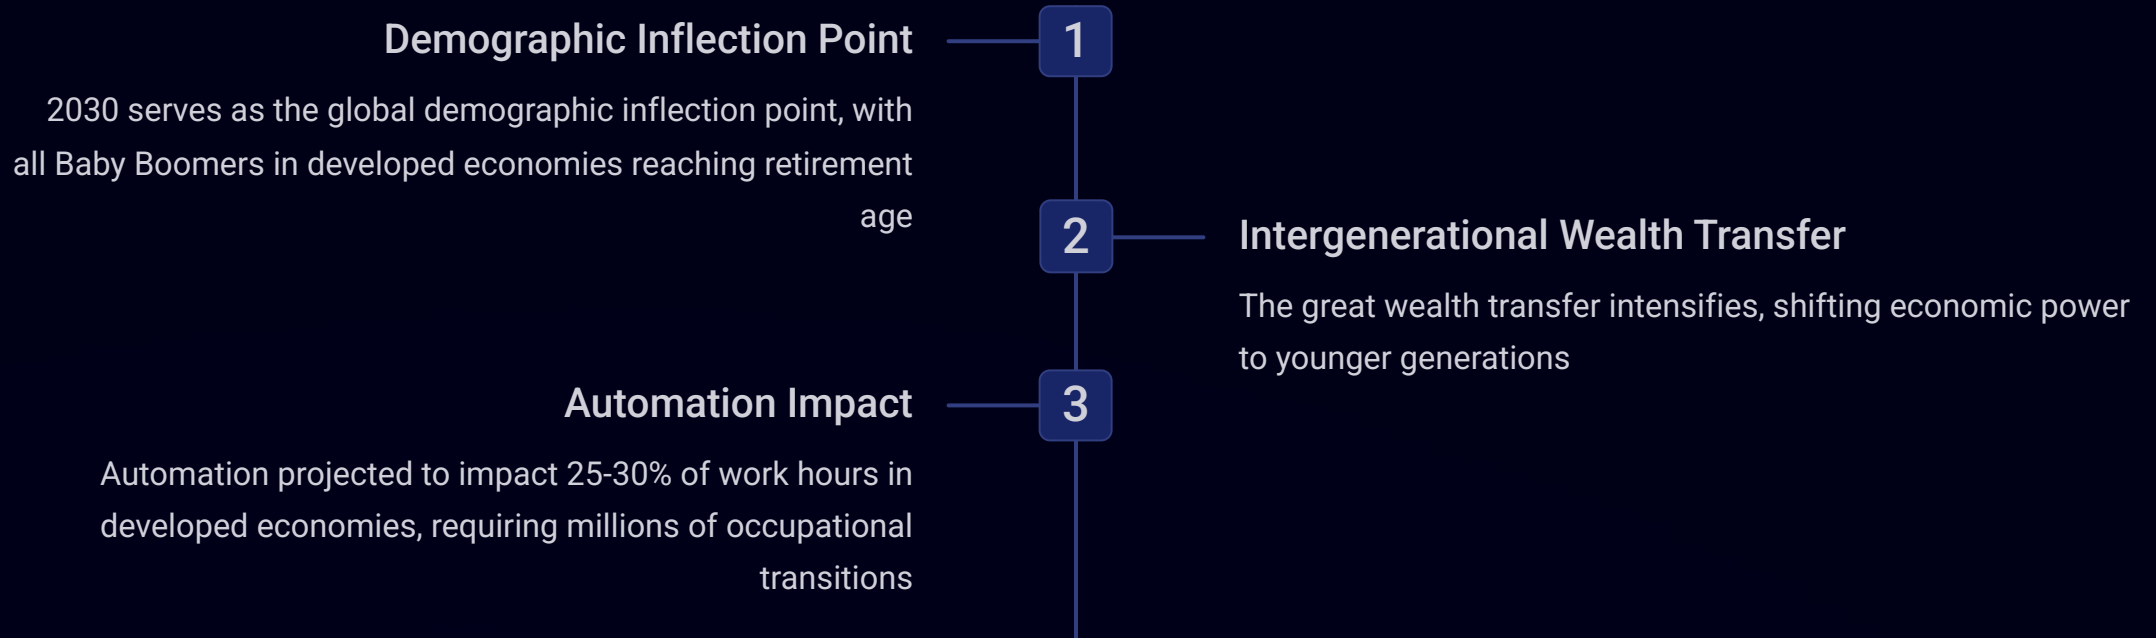 1
Demographic Inflection Point
2030 serves as the global demographic inflection point, with
all Baby Boomers in developed economies reaching retirement
age
2
Intergenerational Wealth Transfer
The great wealth transfer intensifies, shifting economic power
to younger generations
3
Automation Impact
Automation projected to impact 25-30% of work hours in
developed economies, requiring millions of occupational
transitions